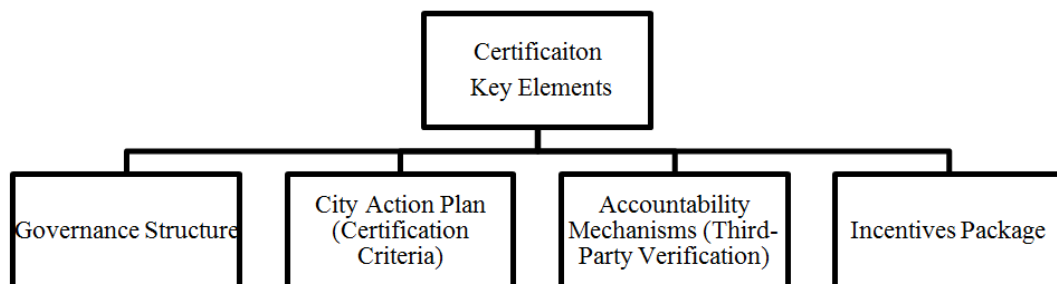 Certificaiton
Key Elements
Governance Structure
City Action Plan
(Certification
Criteria)
Accountability
Mechanisms (Third-
Party Verification)
Incentives Package